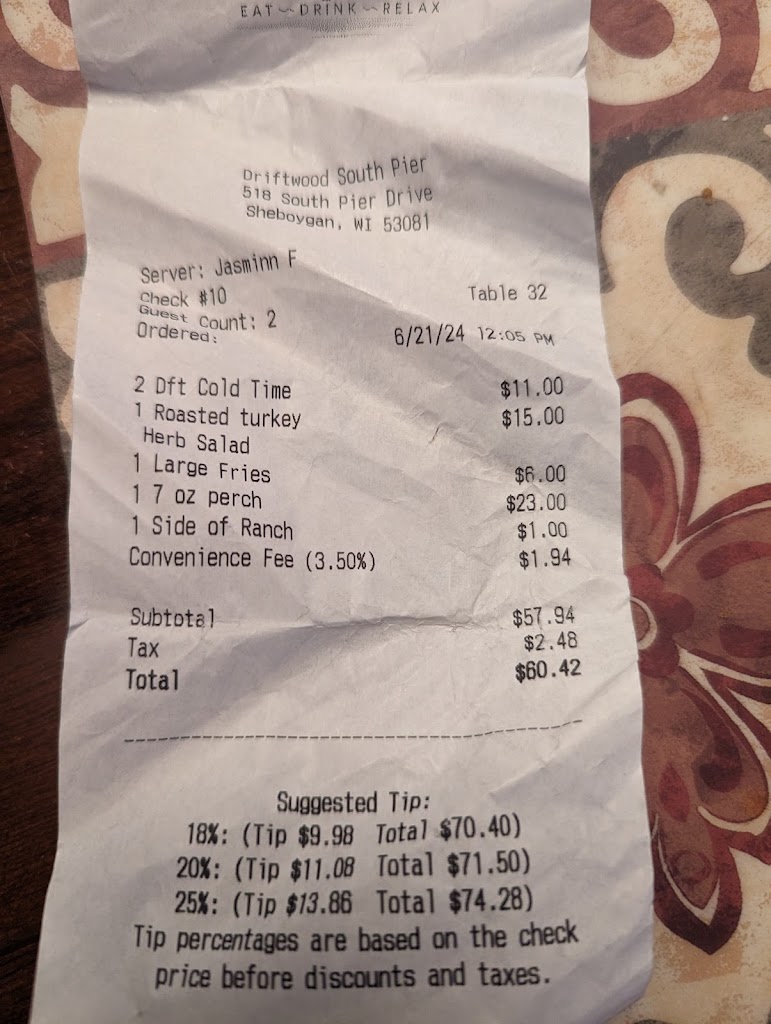 EAT ~ DRINK ~ RELAX
Driftwood South Pier
518 South Pier Drive
Sheboygan, WI 53081
Server: Jasminn F
Check #10 Table 32
Guest Count: 2
Ordered: 6/21/24 12:05 PM
2 Dft Cold Time $11.00
1 Roasted turkey $15.00
Herb Salad
1 Large Fries $6.00
1 7 oz perch $23.00
1 Side of Ranch $1.00
Convenience Fee (3.50%) $1.94
Subtotal $57.94
Tax $2.48
Total $60.42
Suggested Tip:
18%: (Tip $9.98 Total $70.40)
20%: (Tip $11.08 Total $71.50)
25%: (Tip $13.86 Total $74.28)
Tip percentages are based on the check
price before discounts and taxes.